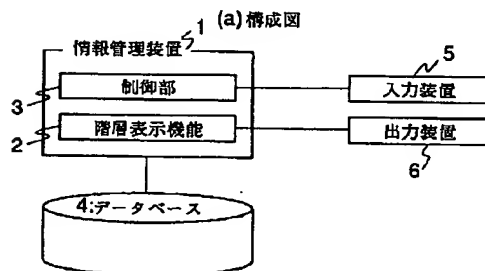 (a)構成図
情報管理装置
1
制御部
3
入力装置
5
階層表示機能
2
出力装置
6
4:データベース